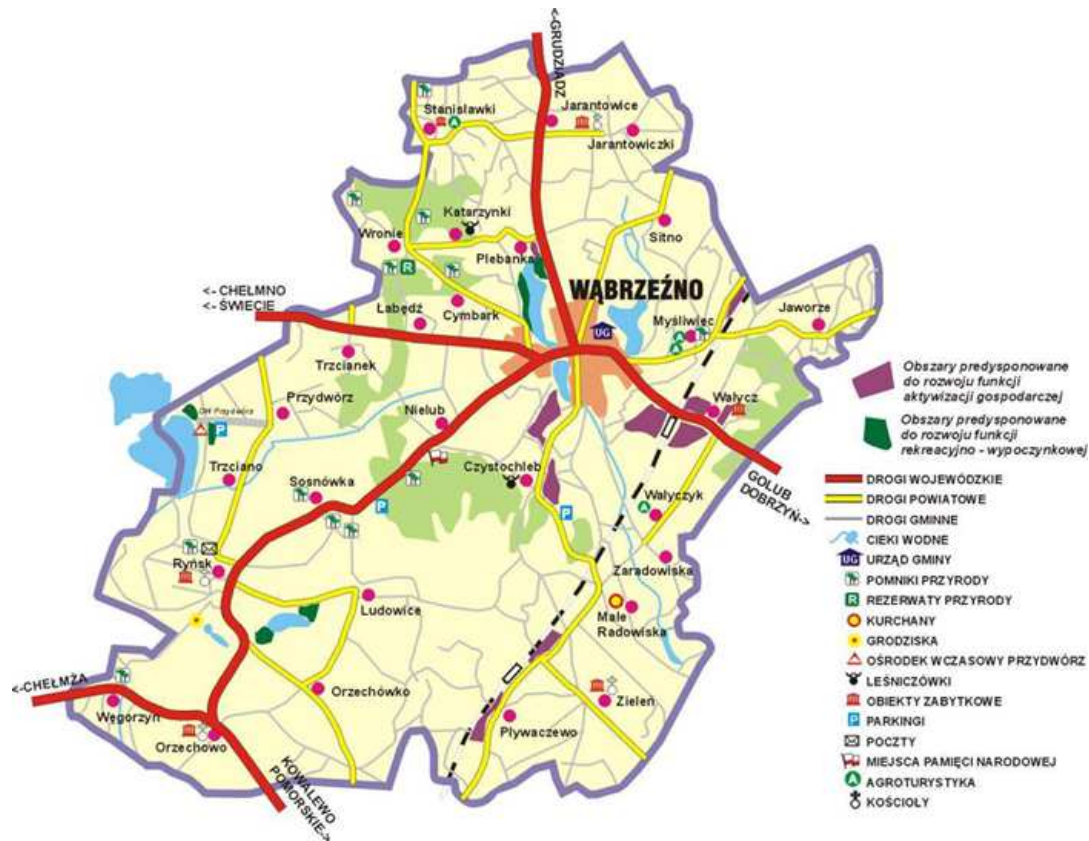 <-GRUDZIADZ
Stanisławki
A
Jarantowice
Jarantowiczki
Katarzynki
Wronie
R
Plebanka
Sitno
WĄBRZEŹNO
<- CHEŁMNO
<- ŚWIECIE
Łabędź
Cymbark
UG
Myśliwiec
A
A
Jaworze
Trzcianek
Przydwórz
OW Przydwórz
P
Nielub
Wałycz
Trzciano
Czystochleb
Sosnówka
P
P
GOLUB
DOBRZYŃ->
Wałyczyk
A
Ryńsk
Zaradowiska
Ludowice
Małe
Radowiska
<-CHEŁMŻA
Węgorzyn
Orzechówko
Zieleń
Orzechowo
Pływaczewo
KOWALEWO
POMORSKIE->
Obszary predysponowane
do rozwoju funkcji
aktywizacji gospodarczej
Obszary predysponowane
do rozwoju funkcji
rekreacyjno - wypoczynkowej
DROGI WOJEWÓDZKIE
DROGI POWIATOWE
DROGI GMINNE
CIEKI WODNE
UG URZĄD GMINY
POMNIKI PRZYRODY
R REZERWATY PRZYRODY
KURCHANY
GRODZISKA
OŚRODEK WCZASOWY PRZYDWÓRZ
LEŚNICZÓWKI
OBIEKTY ZABYTKOWE
P PARKINGI
POCZTY
MIEJSCA PAMIĘCI NARODOWEJ
A AGROTURYSTYKA
KOŚCIOŁY